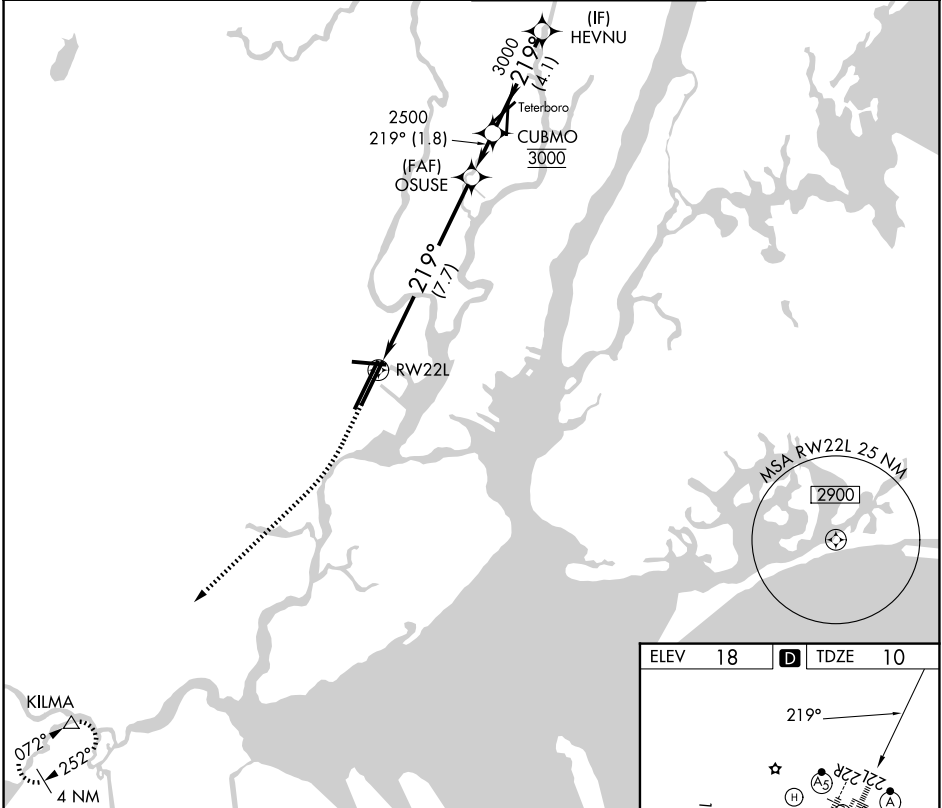 (IF)
HEVNU
3000
219°
(4.1)
Teterboro
2500
219° (1.8)
CUBMO
3000
(FAF)
OSUSE
219°
(7.7)
RW22L
MSA RW22L 25 NM
2900
ELEV 18 D TDZE 10
219°
22L
22R
A5
H
A
KILMA
072°
252°
4 NM